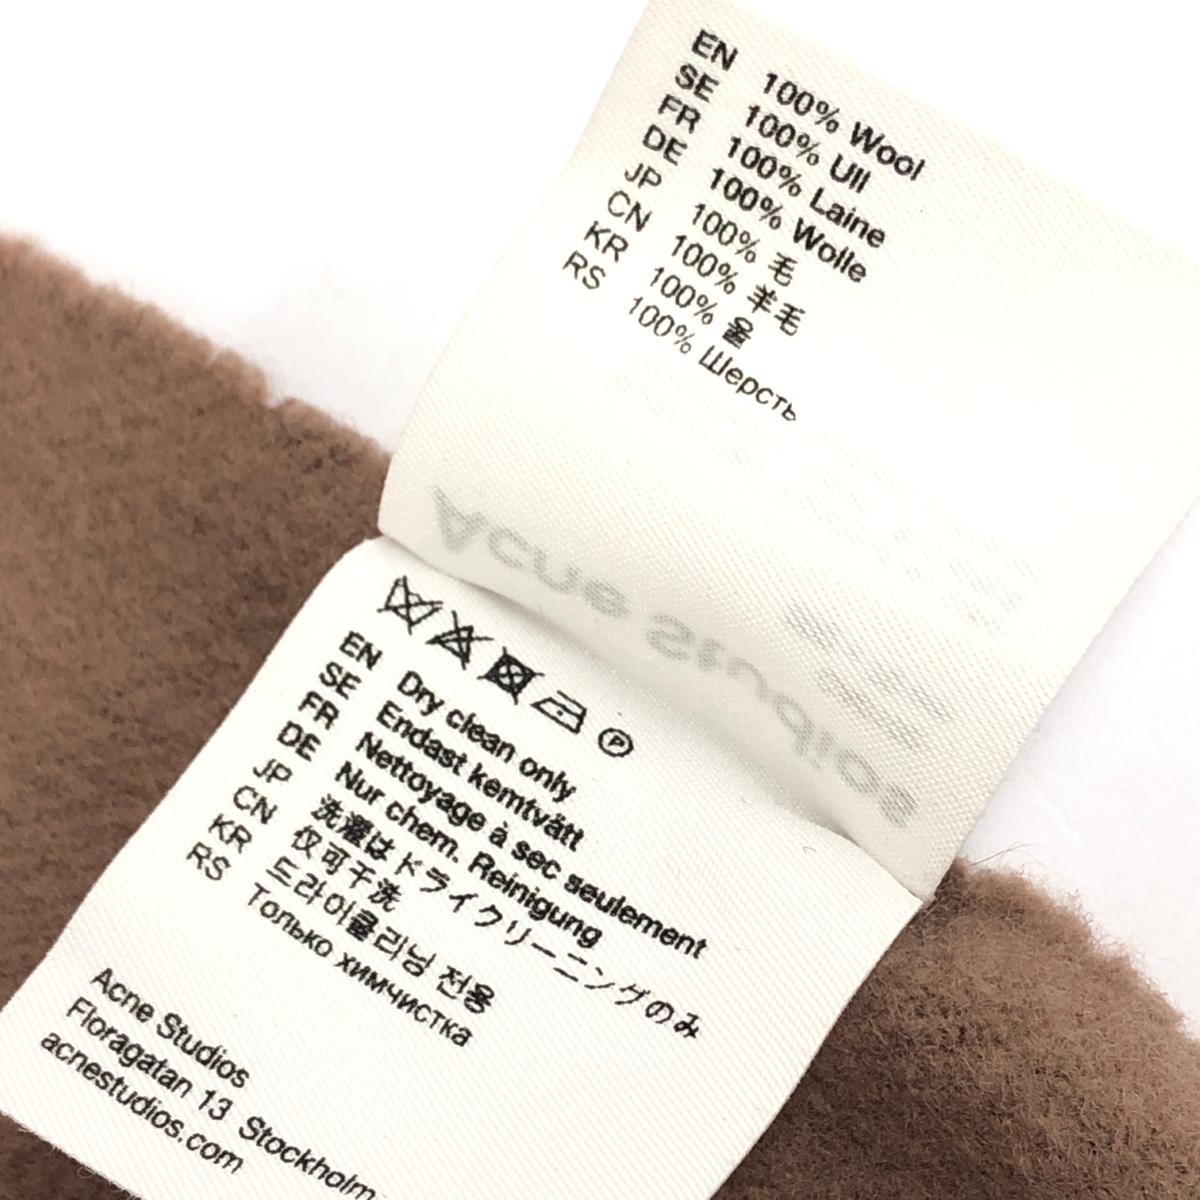 EN 100% Wool
SE 100% Ull
FR 100% Laine
DE 100% Wolle
JP 100% 毛
CN 100% 羊毛
KR 100% 울
RS 100% Шерсть
Acne Studios
P
EN Dry clean only
SE Endast kemtvätt
FR Nettoyage à sec seulement
DE Nur chem. Reinigung
JP 洗濯はドライクリーニングのみ
CN 仅可干洗
KR 드라이클리닝 전용
RS Только химчистка
Acne Studios
Floragatan 13 Stockholm
acnestudios.com